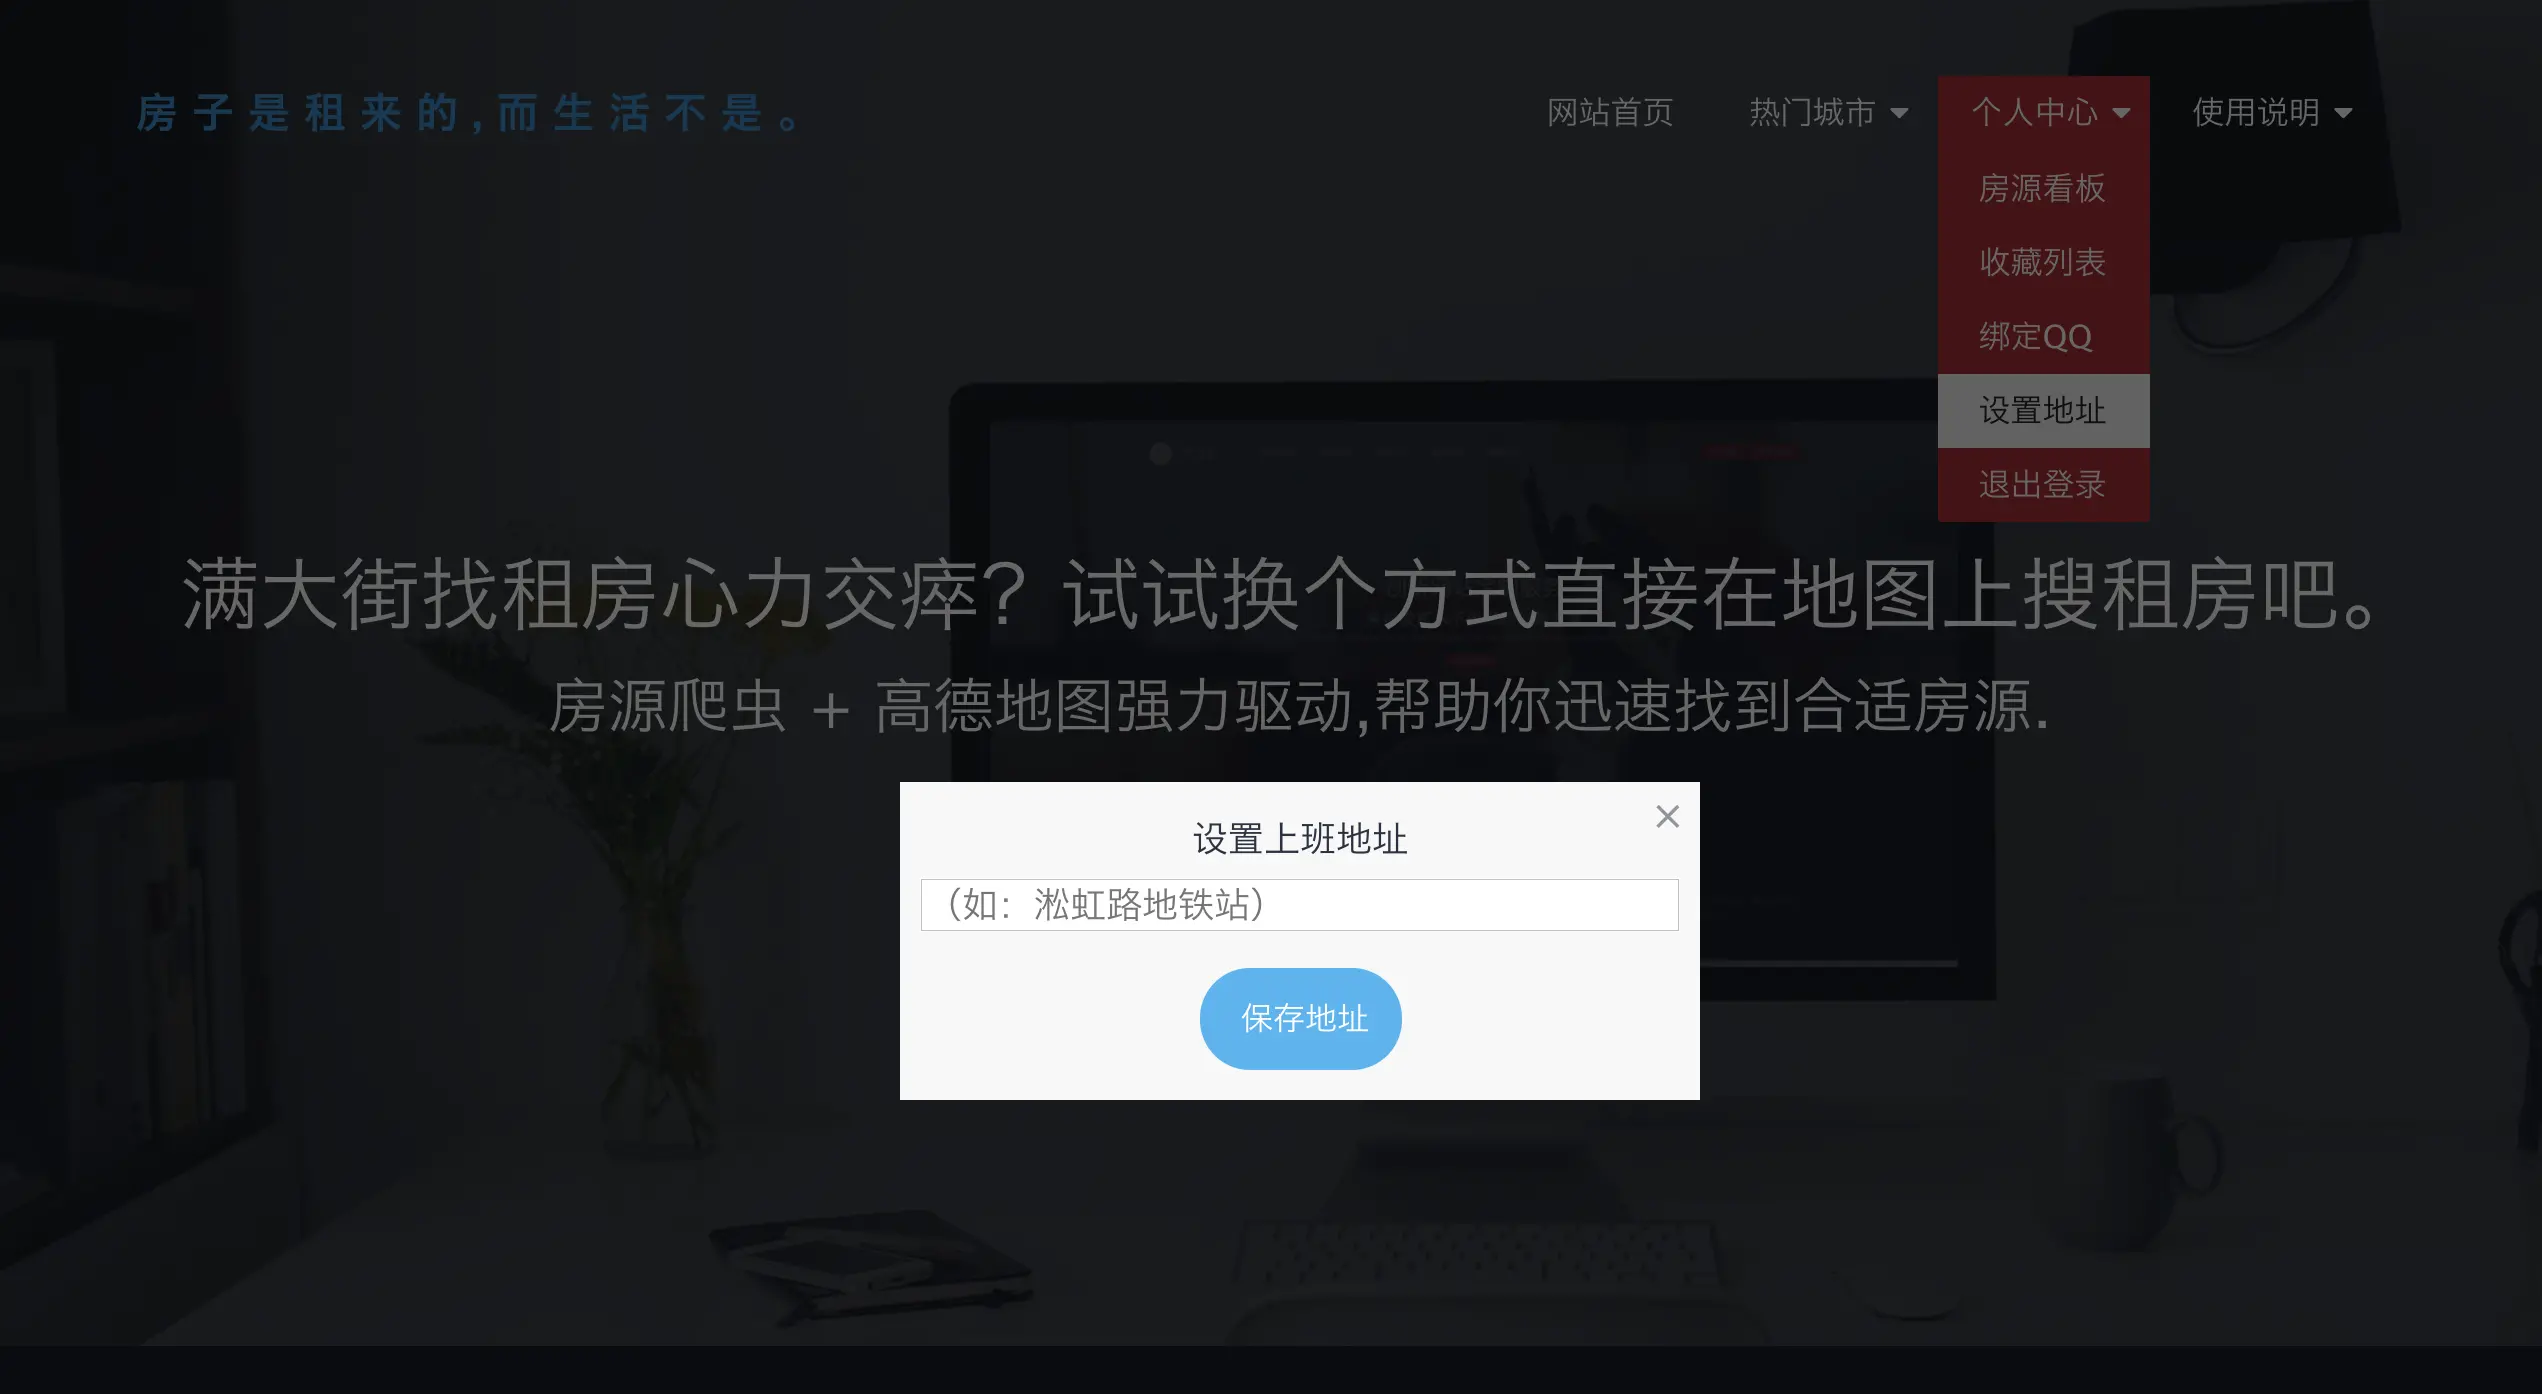 房子是租来的,而生活不是。
网站首页 热门城市 个人中心 使用说明
房源看板
收藏列表
绑定QQ
设置地址
退出登录
满大街找租房心力交瘁？试试换个方式直接在地图上搜租房吧。
房源爬虫 + 高德地图强力驱动,帮助你迅速找到合适房源.
设置上班地址
（如：淞虹路地铁站）
保存地址